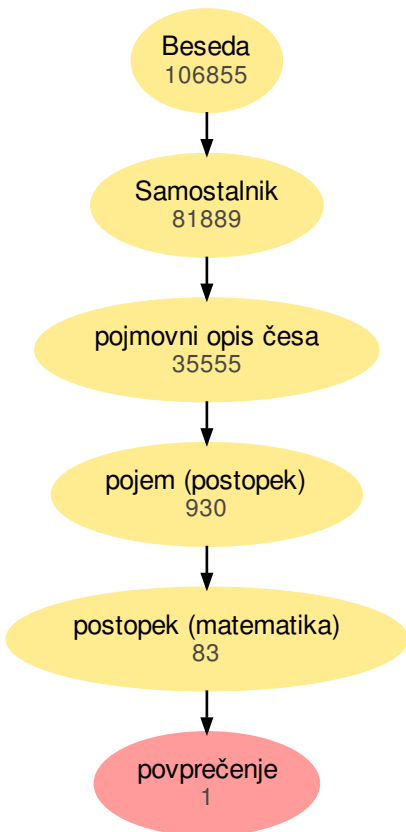 Beseda
106855
Samostalnik
81889
pojmovni opis česa
35555
pojem (postopek)
930
postopek (matematika)
83
povprečenje
1